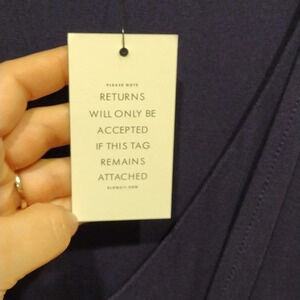 PLEASE NOTE
RETURNS
WILL ONLY BE
ACCEPTED
IF THIS TAG
REMAINS
ATTACHED